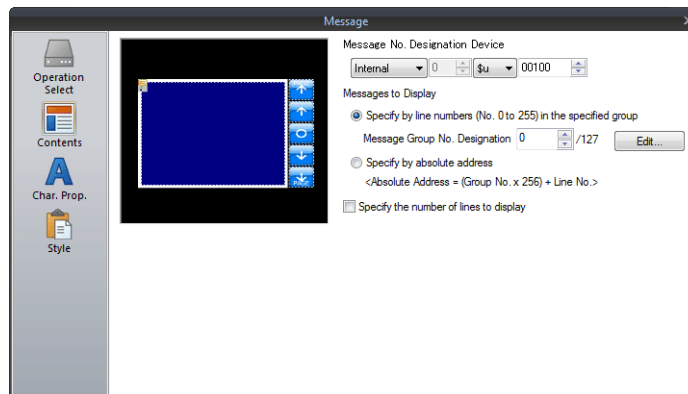 Message
Operation
Select
Contents
Char. Prop.
Style
PAGE
Message No. Designation Device
Internal 0 $u 00100
Messages to Display
Specify by line numbers (No. 0 to 255) in the specified group
Message Group No. Designation 0 /127 Edit...
Specify by absolute address
<Absolute Address = (Group No. x 256) + Line No.>
Specify the number of lines to display